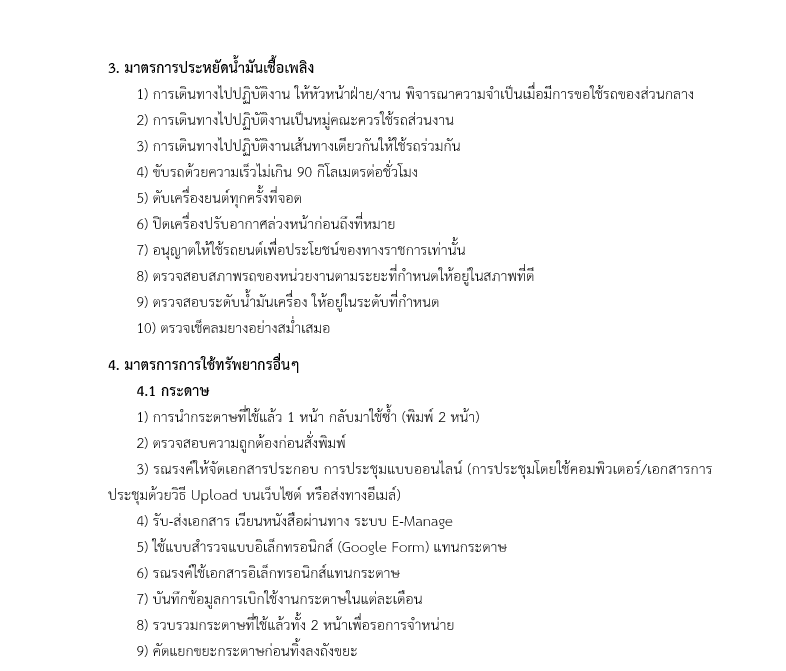 3. มาตรการประหยัดน้ำมันเชื้อเพลิง
1) การเดินทางไปปฏิบัติงาน ให้หัวหน้าฝ่าย/งาน พิจารณาความจำเป็นเมื่อมีการขอใช้รถของส่วนกลาง
2) การเดินทางไปปฏิบัติงานเป็นหมู่คณะควรใช้รถส่วนงาน
3) การเดินทางไปปฏิบัติงานเส้นทางเดียวกันให้ใช้รถร่วมกัน
4) ขับรถด้วยความเร็วไม่เกิน 90 กิโลเมตรต่อชั่วโมง
5) ดับเครื่องยนต์ทุกครั้งที่จอด
6) ปิดเครื่องปรับอากาศล่วงหน้าก่อนถึงที่หมาย
7) อนุญาตให้ใช้รถยนต์เพื่อประโยชน์ของทางราชการเท่านั้น
8) ตรวจสอบสภาพรถของหน่วยงานตามระยะที่กำหนดให้อยู่ในสภาพที่ดี
9) ตรวจสอบระดับน้ำมันเครื่อง ให้อยู่ในระดับที่กำหนด
10) ตรวจเช็คลมยางอย่างสม่ำเสมอ
4. มาตรการการใช้ทรัพยากรอื่นๆ
4.1 กระดาษ
1) การนำกระดาษที่ใช้แล้ว 1 หน้า กลับมาใช้ซ้ำ (พิมพ์ 2 หน้า)
2) ตรวจสอบความถูกต้องก่อนสั่งพิมพ์
3) รณรงค์ให้จัดเอกสารประกอบ การประชุมแบบออนไลน์ (การประชุมโดยใช้คอมพิวเตอร์/เอกสารการ
ประชุมด้วยวิธี Upload บนเว็บไซต์ หรือส่งทางอีเมล์)
4) รับ-ส่งเอกสาร เวียนหนังสือผ่านทาง ระบบ E-Manage
5) ใช้แบบสำรวจแบบอิเล็กทรอนิกส์ (Google Form) แทนกระดาษ
6) รณรงค์ใช้เอกสารอิเล็กทรอนิกส์แทนกระดาษ
7) บันทึกข้อมูลการเบิกใช้งานกระดาษในแต่ละเดือน
8) รวบรวมกระดาษที่ใช้แล้วทั้ง 2 หน้าเพื่อรอการจำหน่าย
9) คัดแยกขยะกระดาษก่อนทิ้งลงถังขยะ